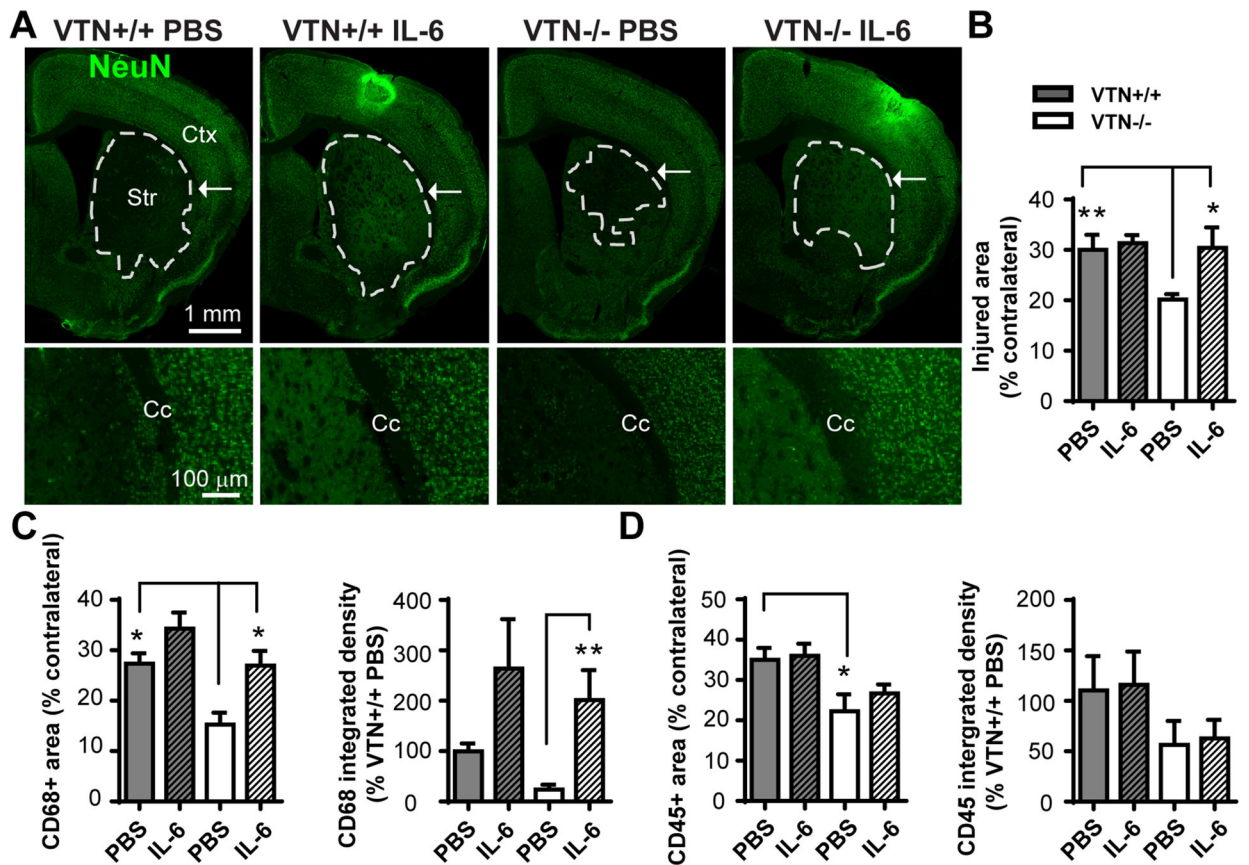 A
VTN+/+ PBS
VTN+/+ IL-6
VTN-/- PBS
VTN-/- IL-6
NeuN
Ctx
Str
1 mm
Cc
Cc
Cc
Cc
100 μm
B
VTN+/+
VTN-/-
Injured area
(% contralateral)
40
30
20
10
0
**
*
PBS
IL-6
PBS
IL-6
C
CD68+ area (% contralateral)
40
30
20
10
0
*
*
PBS
IL-6
PBS
IL-6
CD68 integrated density
(% VTN+/+ PBS)
400
300
200
100
0
**
PBS
IL-6
PBS
IL-6
D
CD45+ area (% contralateral)
50
40
30
20
10
0
*
PBS
IL-6
PBS
IL-6
CD45 intergrated density
(% VTN+/+ PBS)
200
150
100
50
0
PBS
IL-6
PBS
IL-6